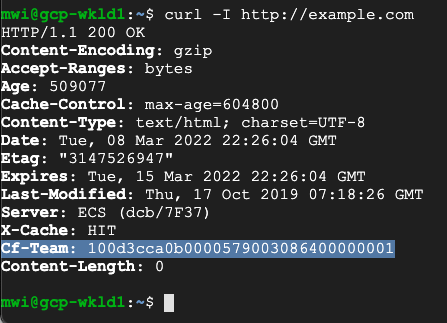 mwi@gcp-wkld1:~$ curl -I http://example.com
HTTP/1.1 200 OK
Content-Encoding: gzip
Accept-Ranges: bytes
Age: 509077
Cache-Control: max-age=604800
Content-Type: text/html; charset=UTF-8
Date: Tue, 08 Mar 2022 22:26:04 GMT
Etag: "3147526947"
Expires: Tue, 15 Mar 2022 22:26:04 GMT
Last-Modified: Thu, 17 Oct 2019 07:18:26 GMT
Server: ECS (dcb/7F37)
X-Cache: HIT
Cf-Team: 100d3cca0b00005790030864000000​01
Content-Length: 0
mwi@gcp-wkld1:~$